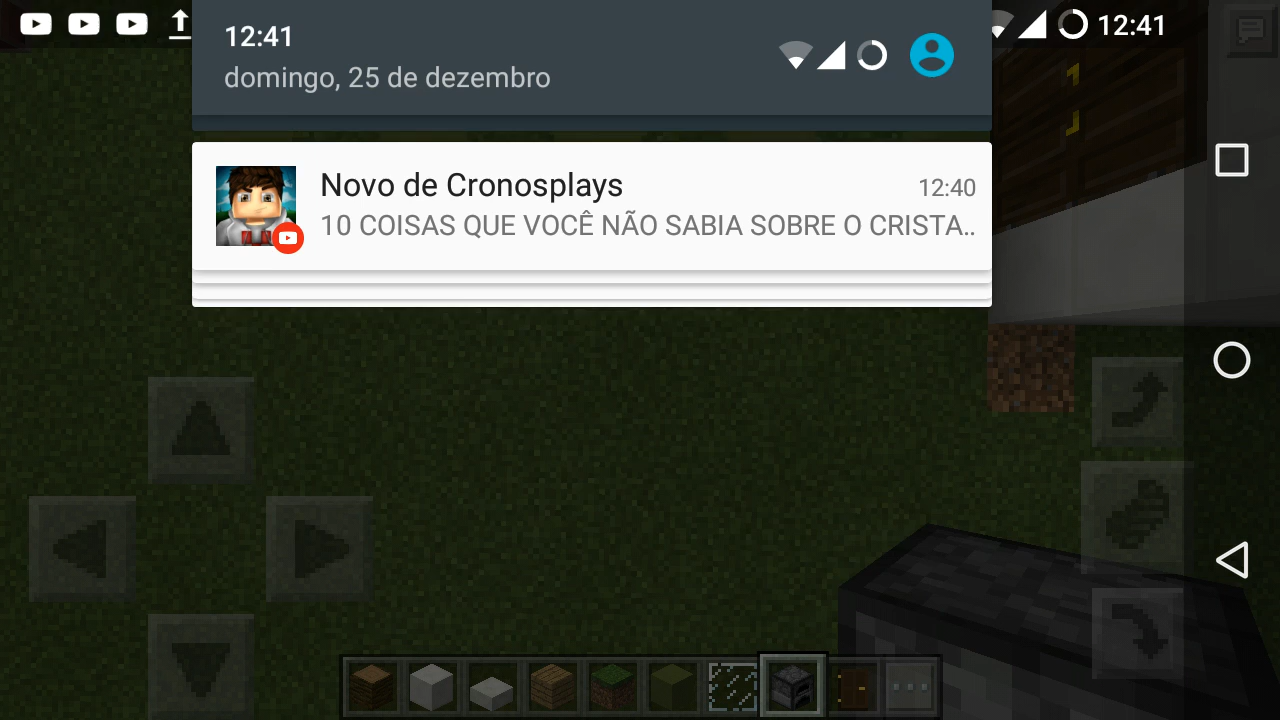 12:41
12:41
domingo, 25 de dezembro
Novo de Cronosplays
12:40
10 COISAS QUE VOCÊ NÃO SABIA SOBRE O CRISTA..